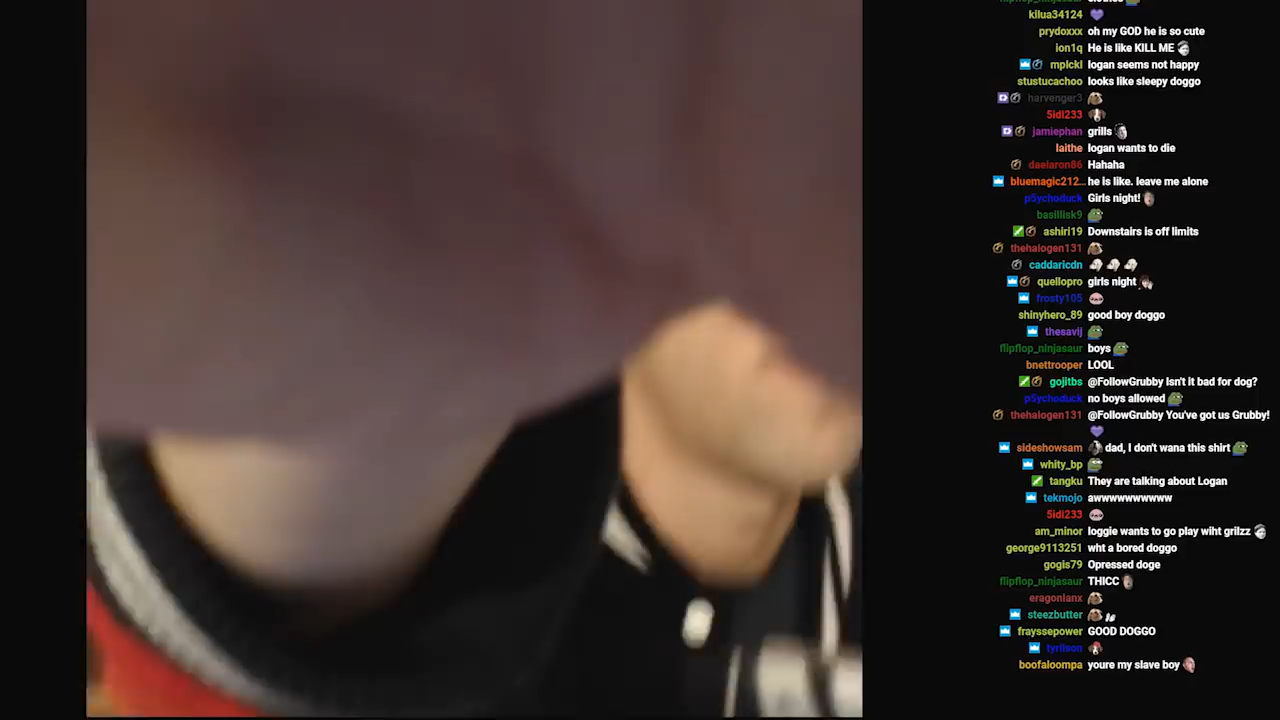 kilua34124
prydoxxx oh my GOD he is so cute
ion1q He is like KILL ME
mplckl logan seems not happy
stustucachoo looks like sleepy doggo
harvenger3
5idi233
jamiephan grills
laithe logan wants to die
daelaron86 Hahaha
bluemagic212... he is like. leave me alone
p5ychoduck Girls night!
basillisk9
ashiri19 Downstairs is off limits
thehalogen131
caddaricdn
quellopro girls night
frosty105
shinyhero_89 good boy doggo
thesavij
flipflop_ninjasaur boys
bnettrooper LOOL
gojitbs @FollowGrubby Isn't it bad for dog?
p5ychoduck no boys allowed
thehalogen131 @FollowGrubby You've got us Grubby!
sideshowsam dad, I don't wana this shirt
whity_bp
tangku They are talking about Logan
tekmojo awwwwwwwwww
5idi233
am_minor loggie wants to go play wiht grilzz
george9113251 wht a bored doggo
gogis79 Opressed doge
flipflop_ninjasaur THICC
eragonianx
steezbutter
frayssepower GOOD DOGGO
tyrilson
boofaloompa youre my slave boy